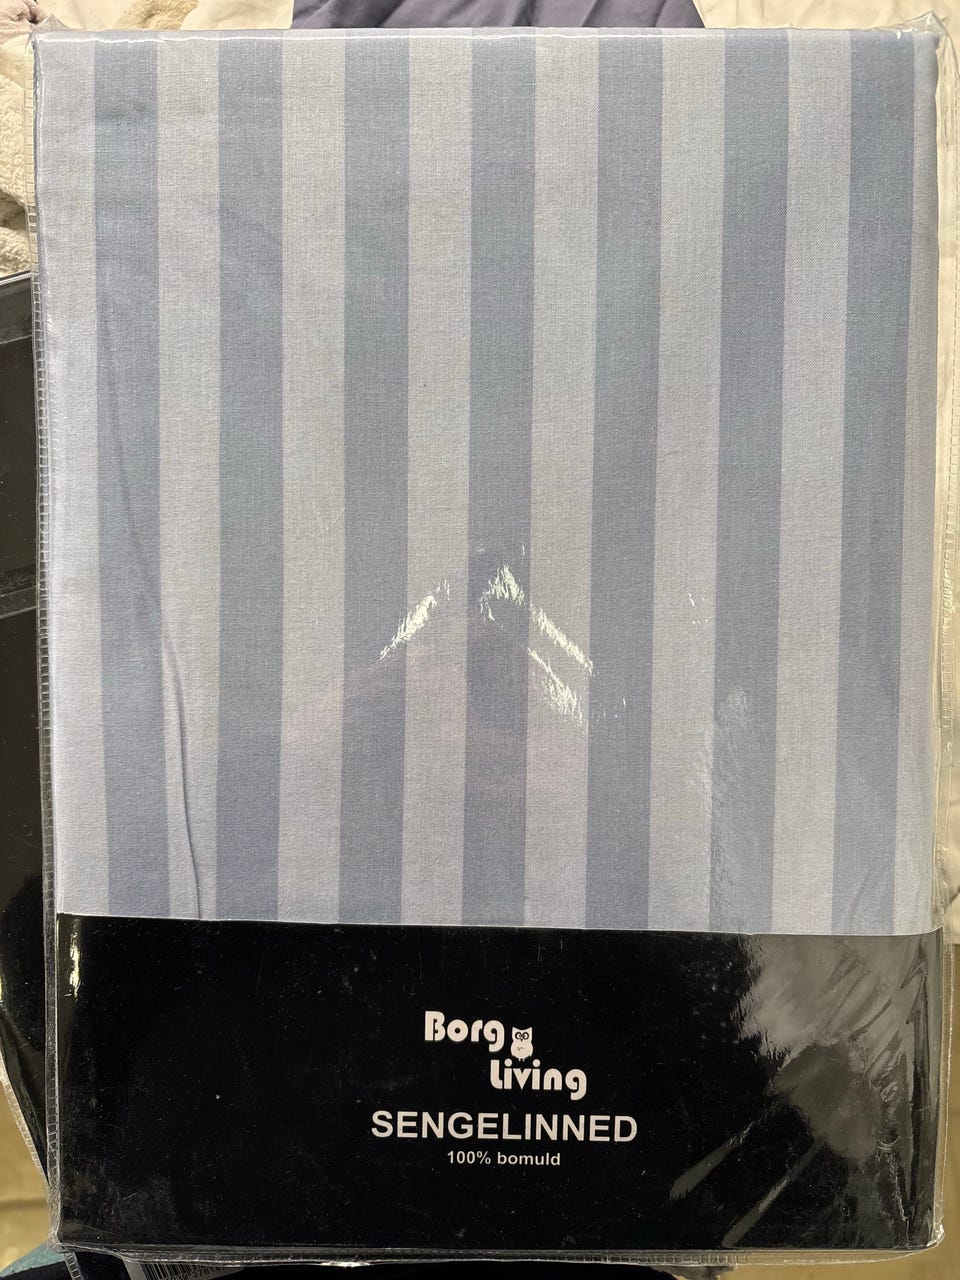 Borg
Living
SENGELINNED
100% bomuld